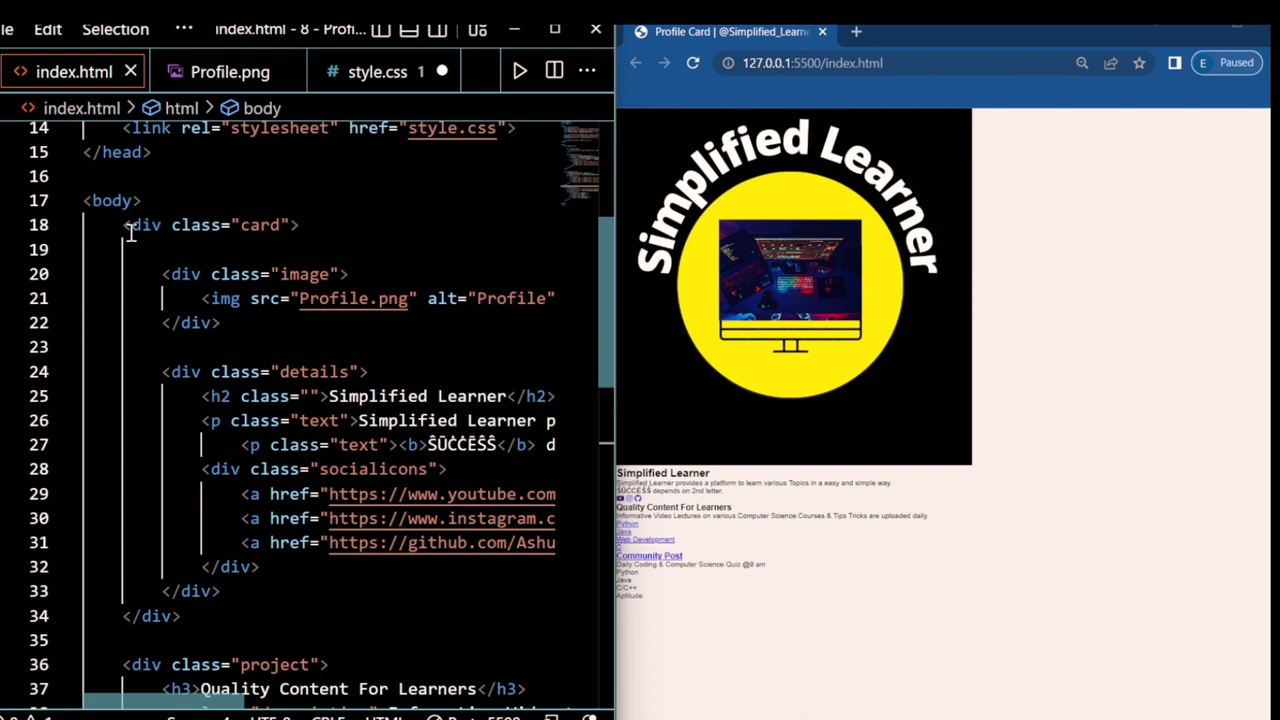 le Edit Selection ··· index.html - 8 - Profi...
index.html Profile.png style.css 1
index.html > html > body
14 <link rel="stylesheet" href="style.css">
15 </head>
16
17 <body>
18 <div class="card">
19
20 <div class="image">
21 <img src="Profile.png" alt="Profile"
22 </div>
23
24 <div class="details">
25 <h2 class="">Simplified Learner</h2>
26 <p class="text">Simplified Learner p
27 <p class="text"><b>ŜŪĊĊĒŜŜ</b> d
28 <div class="socialicons">
29 <a href="https://www.youtube.com
30 <a href="https://www.instagram.c
31 <a href="https://github.com/Ashu
32 </div>
33 </div>
34 </div>
35
36 <div class="project">
37 <h3>Quality Content For Learners</h3>
Profile Card | @Simplified_Learne
127.0.0.1:5500/index.html
E Paused
Simplified Learner
Simplified Learner
Simplified Learner provides a platform to learn various Topics in a easy and simple way.
ŜŪĊĊĒŜŜ depends on 2nd letter.
Quality Content For Learners
Informative Video Lectures on various Computer Science Courses & Tips Tricks are uploaded daily.
Python
Java
Web Development
C
Community Post
Daily Coding & Computer Science Quiz @9 am
Python
Java
C/C++
Aptitude